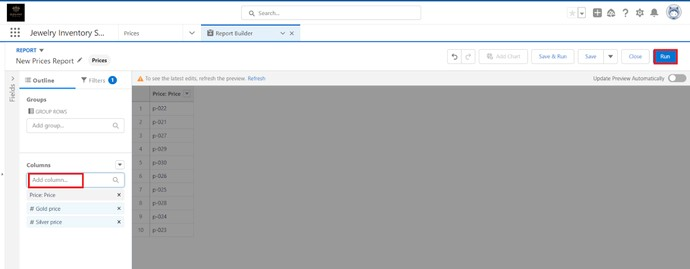 Search...
Jewelry Inventory S...
Prices
Report Builder
REPORT
New Prices Report
Prices
Add Chart
Save & Run
Save
Close
Run
Fields
Outline
Filters
1
To see the latest edits, refresh the preview.
Refresh
Update Preview Automatically
Groups
GROUP ROWS
Add group...
Columns
Add column...
Price: Price
# Gold price
# Silver price
Price: Price
1 p-022
2 p-021
3 p-027
4 p-029
5 p-030
6 p-026
7 p-025
8 p-028
9 p-024
10 p-023